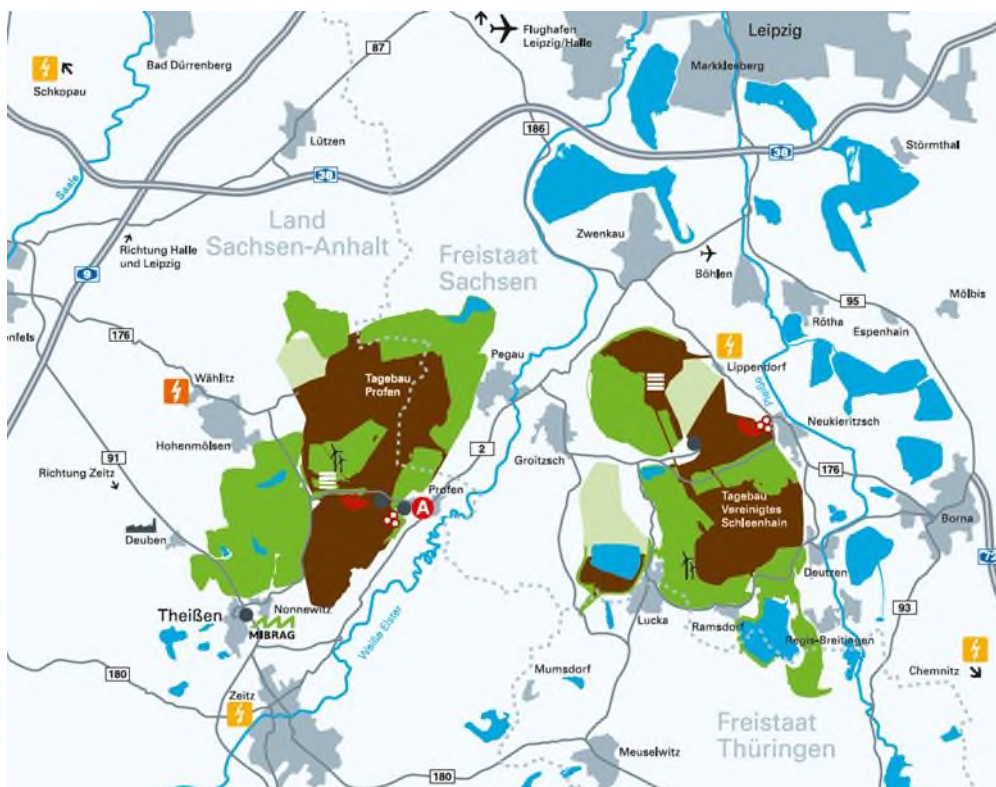 Flughafen
Leipzig/Halle
Leipzig
87
Bad Dürrenberg
Markkleeberg
Schkopau
186
Lützen
38
Störmthal
38
Saale
Land
Sachsen-Anhalt
Zwenkau
Richtung Halle
und Leipzig
Freistaat
Sachsen
Böhlen
9
95
Mölbis
Rötha
Espenhain
176
enfels
Pegau
Lippendorf
Wählitz
Tagebau
Profen
Pleiße
Neukieritzsch
Hohenmölsen
2
Groitzsch
91
Richtung Zeitz
176
Profen
A
Tagebau
Vereinigtes
Schleenhain
Borna
Deuben
72
Deutzen
Theißen
Nonnewitz
MIBRAG
93
Lucka
Ramsdorf
Regis-Breitingen
Weiße Elster
Mumsdorf
Chemnitz
180
Zeitz
Freistaat
Thüringen
Meuselwitz
180